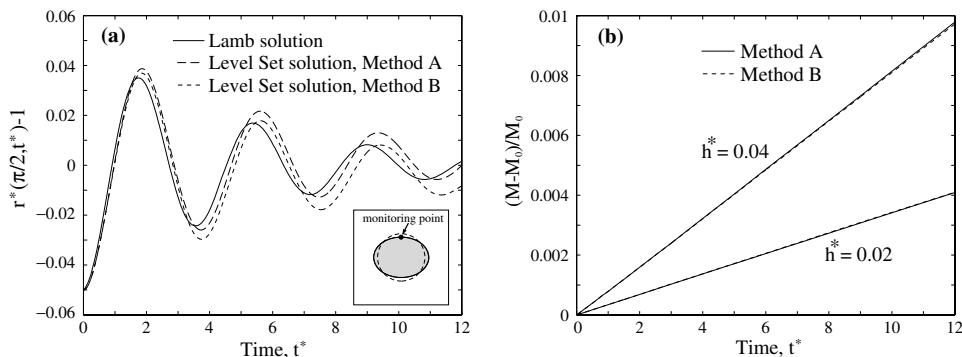 (a)
Lamb solution
Level Set solution, Method A
Level Set solution, Method B
0.06
0.04
0.02
0
−0.02
−0.04
−0.06
r*(π/2,t*)-1
monitoring point
0 2 4 6 8 10 12
Time, t*
(b)
Method A
Method B
0.01
0.008
0.006
0.004
0.002
0
(M-M₀)/M₀
h* = 0.04
h* = 0.02
0 2 4 6 8 10 12
Time, t*